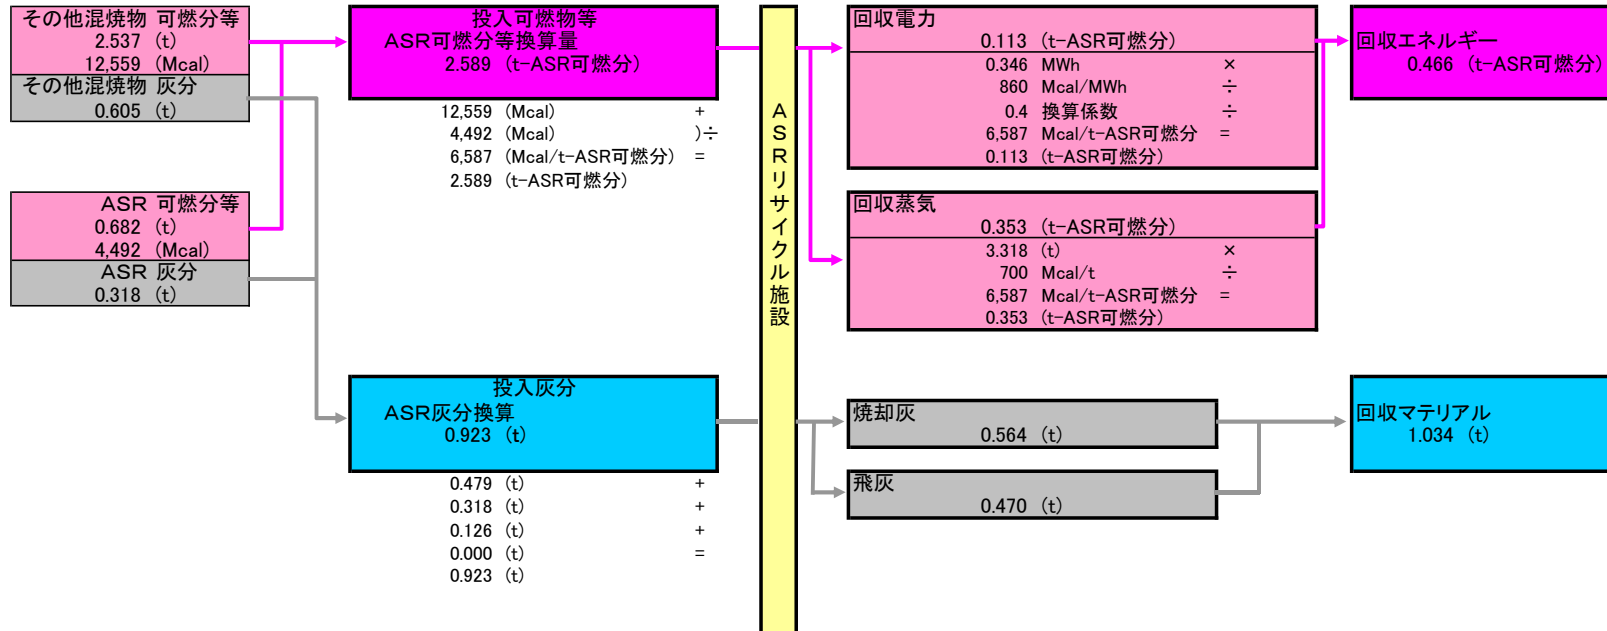 その他混焼物 可燃分等
2.537 (t)
12,559 (Mcal)
その他混焼物 灰分
0.605 (t)
ASR 可燃分等
0.682 (t)
4,492 (Mcal)
ASR 灰分
0.318 (t)
投入可燃物等
ASR可燃分等換算量
2.589 (t-ASR可燃分)
12,559 (Mcal) +
4,492 (Mcal) )÷
6,587 (Mcal/t-ASR可燃分) =
2.589 (t-ASR可燃分)
投入灰分
ASR灰分換算
0.923 (t)
0.479 (t) +
0.318 (t) +
0.126 (t) +
0.000 (t) =
0.923 (t)
ASRリサイクル施設
回収電力
0.113 (t-ASR可燃分)
0.346 MWh ×
860 Mcal/MWh ÷
0.4 換算係数 ÷
6,587 Mcal/t-ASR可燃分 =
0.113 (t-ASR可燃分)
回収蒸気
0.353 (t-ASR可燃分)
3.318 (t) ×
700 Mcal/t ÷
6,587 Mcal/t-ASR可燃分 =
0.353 (t-ASR可燃分)
焼却灰
0.564 (t)
飛灰
0.470 (t)
回収エネルギー
0.466 (t-ASR可燃分)
回収マテリアル
1.034 (t)